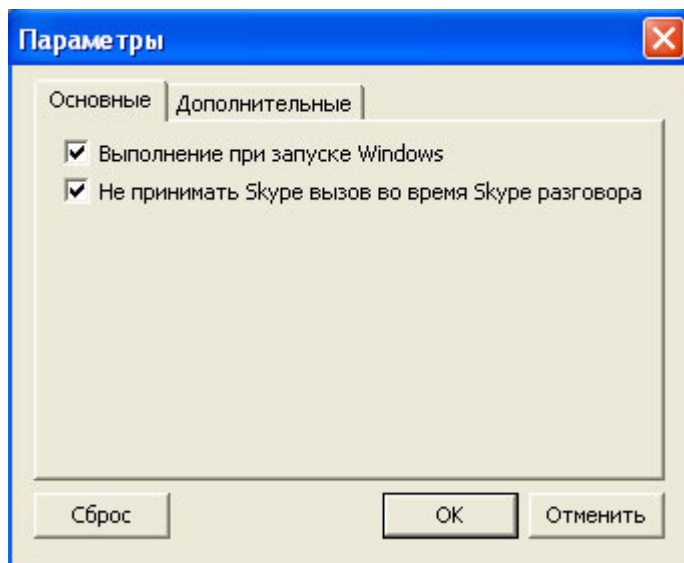 Параметры
Основные Дополнительные
Выполнение при запуске Windows
Не принимать Skype вызов во время Skype разговора
Сброс OK Отменить